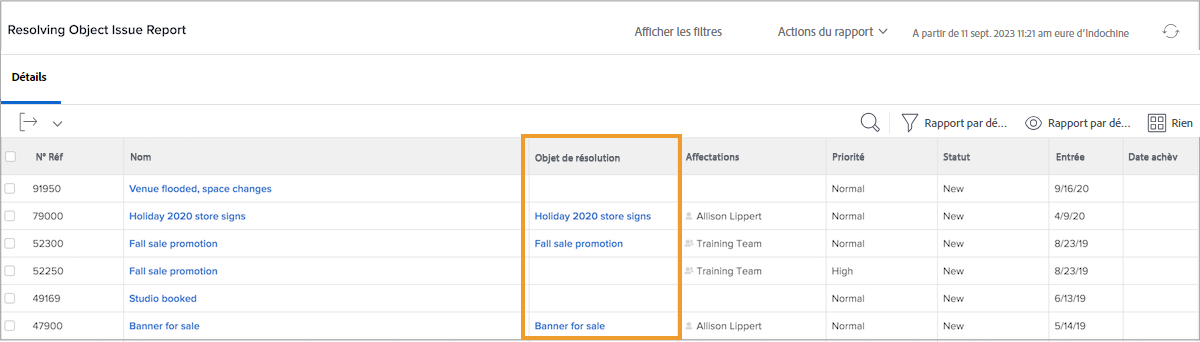 Resolving Object Issue Report
Afficher les filtres
Actions du rapport
A partir de 11 sept. 2023 11:21 am eure d'Indochine
Détails
Rapport par dé...
Rapport par dé...
Rien
N° Réf Nom Objet de résolution Affectations Priorité Statut Entrée Date achèv
91950 Venue flooded, space changes Normal New 9/16/20
79000 Holiday 2020 store signs Holiday 2020 store signs Allison Lippert Normal New 4/9/20
52300 Fall sale promotion Fall sale promotion Training Team Normal New 8/23/19
52250 Fall sale promotion Training Team High New 8/23/19
49169 Studio booked Normal New 6/13/19
47900 Banner for sale Banner for sale Allison Lippert Normal New 5/14/19